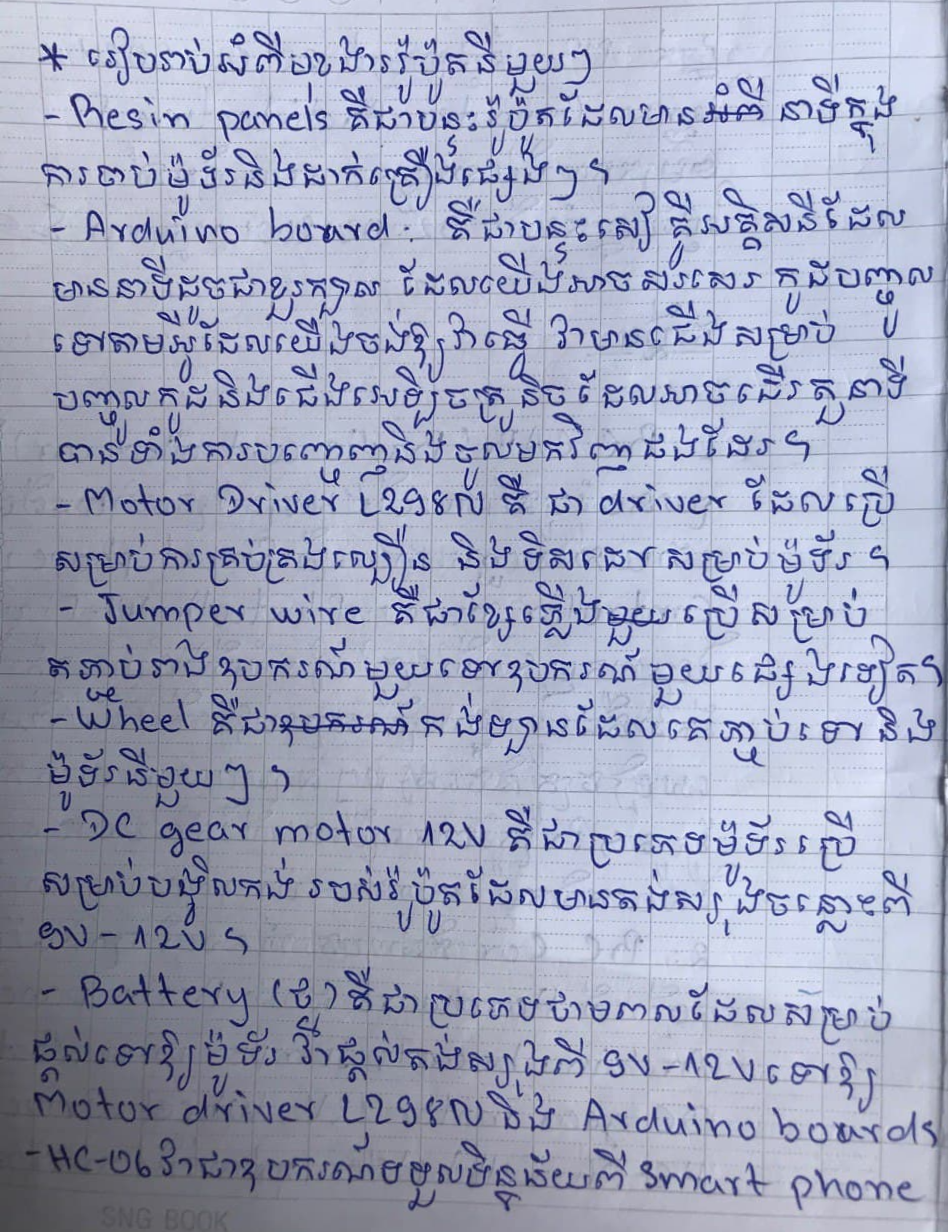 * រៀបរាប់អំពីមុខងាររ៉ូប៉ូតនីមួយៗ
- Resin panels គឺជាបន្ទះរ៉ូប៉ូតដែលមាន នាទីក្នុង
ការចាប់ម៉ូទ័រនិងដាក់គ្រឿងផ្សេងៗ។
- Arduino board. គឺជាបន្ទះសៀគ្វីអគ្គិសនីដែល
មាននាទីដូចជាខួរក្បាល ដែលយើងអាចសរសេរកូដបញ្ចូល
ទៅតាមអ្វីដែលយើងចង់ឱ្យវាធ្វើ វាមានជើងសម្រាប់
បញ្ចូលកូដនិងជើងអេឡិចត្រូនិចដែលអាចដើរតួនាទី
បានទាំងការបញ្ចេញនិងចូលមកវិញផងដែរ។
- Motor Driver L298N គឺជា driver ដែលប្រើ
សម្រាប់ការគ្រប់គ្រងល្បឿន និងទិសដៅសម្រាប់ម៉ូទ័រ។
- Jumper wire គឺជាខ្សែភ្លើងមួយប្រើសម្រាប់
តភ្ជាប់រាងឧបករណ៍មួយទៅឧបករណ៍មួយផ្សេងទៀត។
- Wheel គឺជាកង់ឡានដែលគេភ្ជាប់ទៅនិង
ម៉ូទ័រនីមួយៗ។
- DC gear motor 12V គឺជាប្រភេទម៉ូទ័រប្រើ
សម្រាប់បង្វិលកង់របស់រ៉ូប៉ូតដែលមានតង់ស្យុងចន្លោះពី
9V - 12V។
- Battery (ថ្ម) គឺជាប្រភេទថាមពលដែលសម្រាប់
ផ្តល់ទៅឱ្យម៉ូទ័រ វាផ្តល់តង់ស្យុងពី 9V - 12V ទៅឱ្យ
Motor driver L298N និង Arduino boards
- HC-06 វាជាឧបករណ៍ទទួលទិន្នន័យពី Smart phone
SNG BOOK